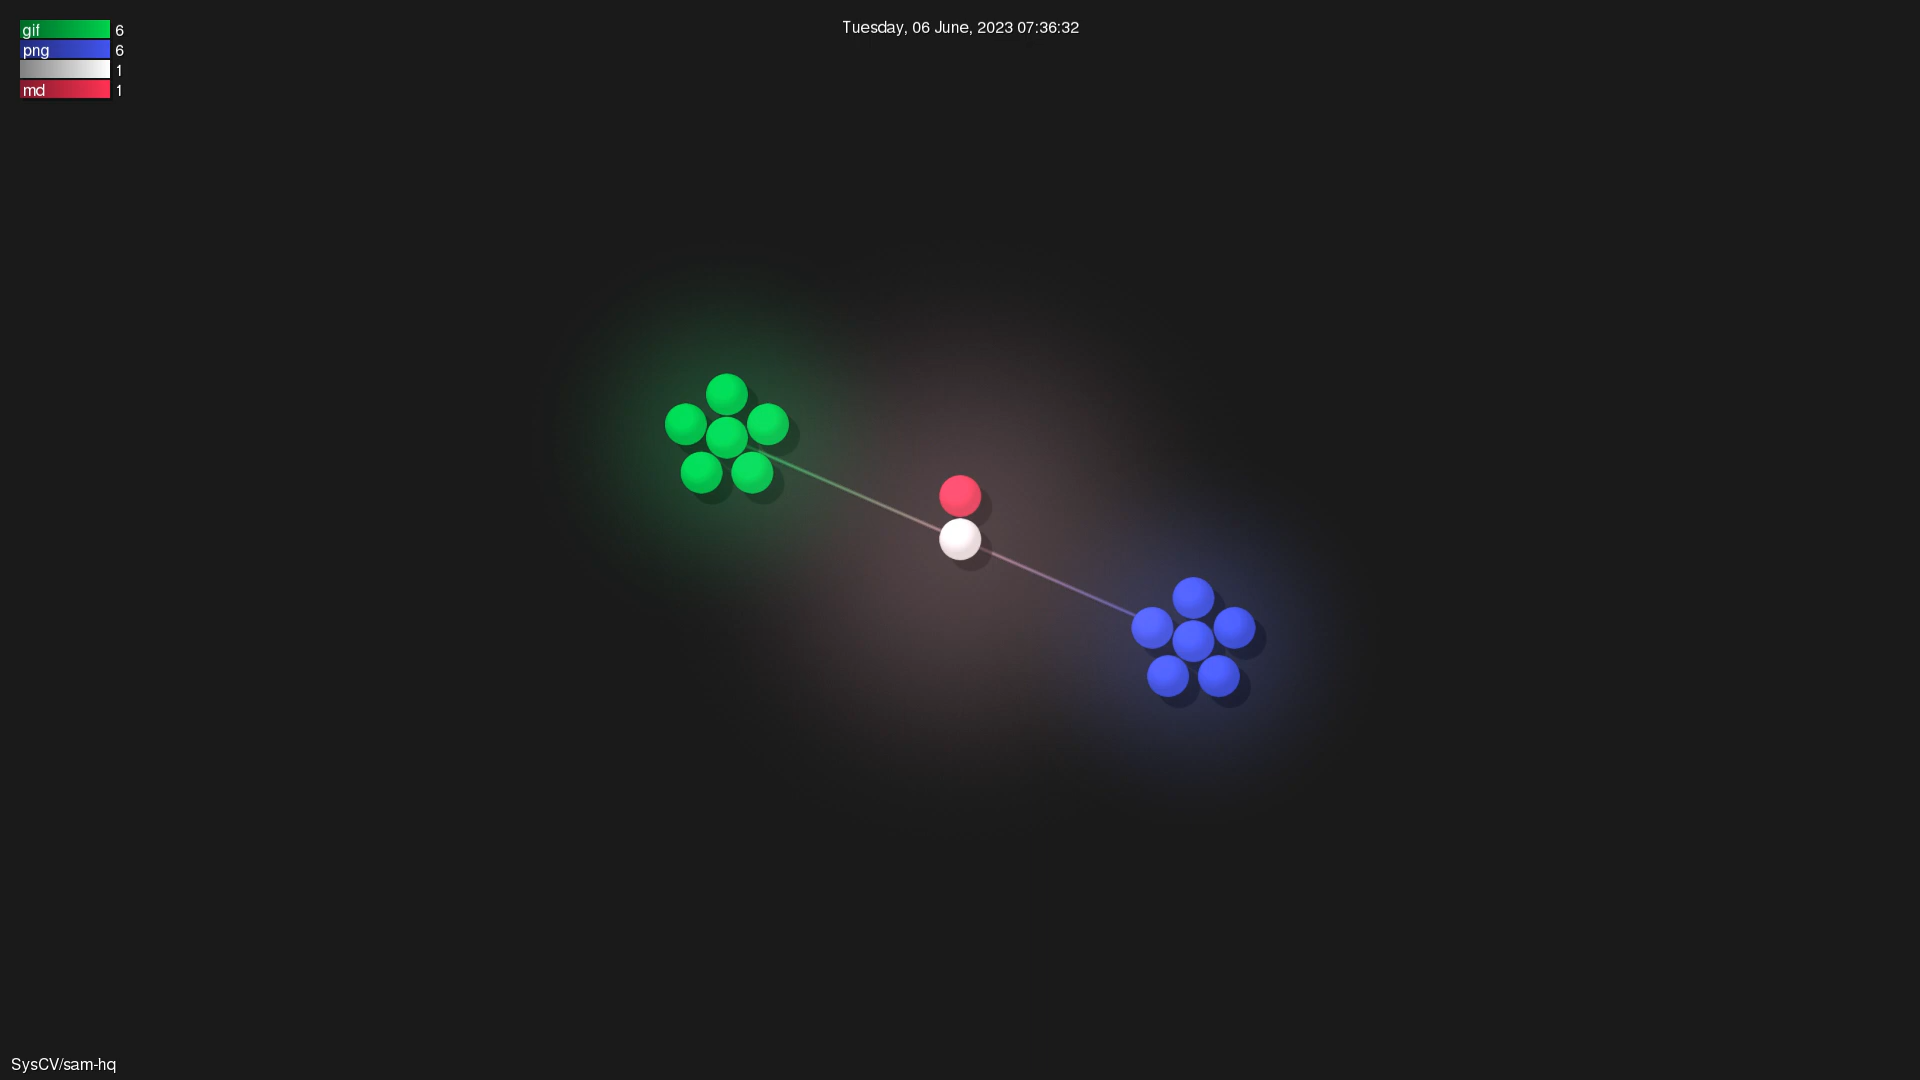 gif 6
png 6
1
md 1
Tuesday, 06 June, 2023 07:36:32
SysCV/sam-hq